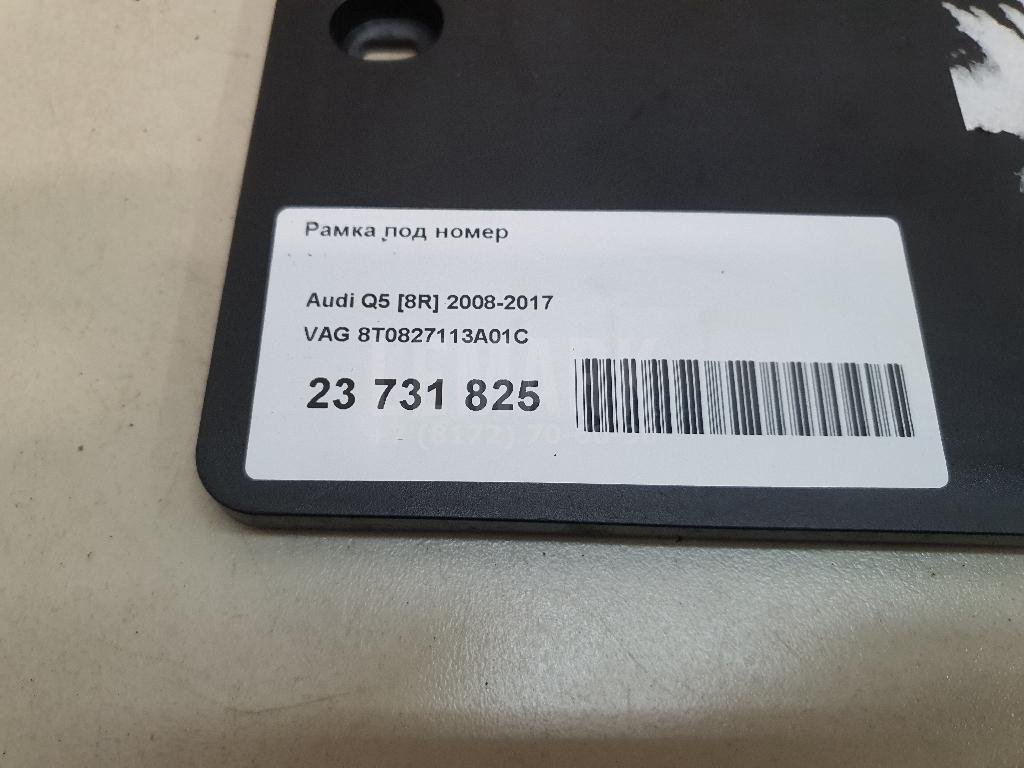 Рамка под номер
Audi Q5 [8R] 2008-2017
VAG 8T0827113A01C
23 731 825